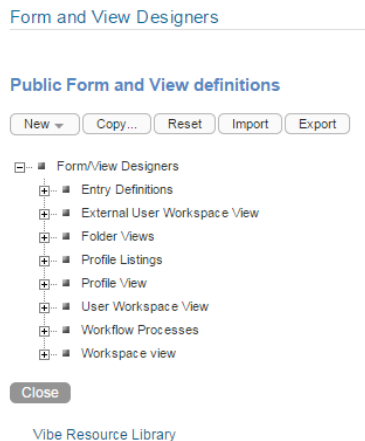 Form and View Designers
Public Form and View definitions
New Copy... Reset Import Export
Form/View Designers
Entry Definitions
External User Workspace View
Folder Views
Profile Listings
Profile View
User Workspace View
Workflow Processes
Workspace view
Close
Vibe Resource Library